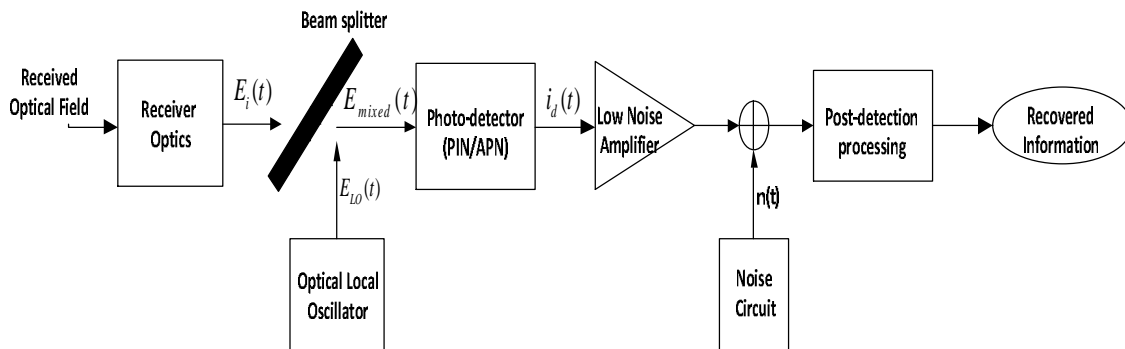 Beam splitter
Received
Optical Field
Receiver
Optics
E_i(t)
E_mixed(t)
Photo-detector
(PIN/APN)
i_d(t)
Low Noise
Amplifier
Post-detection
processing
Recovered
Information
E_LO(t)
n(t)
Optical Local
Oscillator
Noise
Circuit